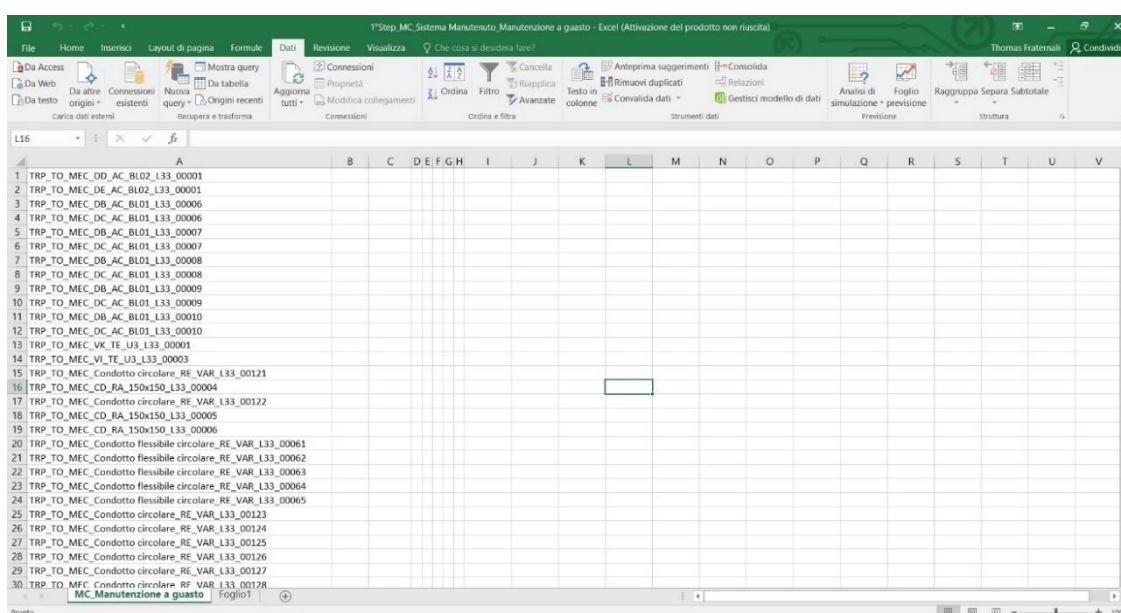 1°Step_MC_Sistema Manutenuto_Manutenzione a guasto - Excel (Attivazione del prodotto non riuscita)
File Home Inserisci Layout di pagina Formule Dati Revisione Visualizza Che cosa si desidera fare? Thomas Fraternali Condividi
Da Access
Da Web
Da testo
Da altre origini
Connessioni esistenti
Carica dati esterni
Nuova query
Mostra query
Da tabella
Origini recenti
Recupera e trasforma
Aggiorna tutti
Connessioni
Proprietà
Modifica collegamenti
Connessioni
Ordina
Filtro
Cancella
Riapplica
Avanzate
Ordina e filtra
Testo in colonne
Anteprima suggerimenti
Rimuovi duplicati
Convalida dati
Consolida
Relazioni
Gestisci modello di dati
Strumenti dati
Analisi di simulazione
Foglio previsione
Previsione
Raggruppa Separa Subtotale
Struttura
L16 fx
A B C D E F G H I J K L M N O P Q R S T U V
1 TRP_TO_MEC_DD_AC_BL02_L33_00001
2 TRP_TO_MEC_DE_AC_BL02_L33_00001
3 TRP_TO_MEC_DB_AC_BL01_L33_00006
4 TRP_TO_MEC_DC_AC_BL01_L33_00006
5 TRP_TO_MEC_DB_AC_BL01_L33_00007
6 TRP_TO_MEC_DC_AC_BL01_L33_00007
7 TRP_TO_MEC_DB_AC_BL01_L33_00008
8 TRP_TO_MEC_DC_AC_BL01_L33_00008
9 TRP_TO_MEC_DB_AC_BL01_L33_00009
10 TRP_TO_MEC_DC_AC_BL01_L33_00009
11 TRP_TO_MEC_DB_AC_BL01_L33_00010
12 TRP_TO_MEC_DC_AC_BL01_L33_00010
13 TRP_TO_MEC_VK_TE_U3_L33_00001
14 TRP_TO_MEC_VI_TE_U3_L33_00003
15 TRP_TO_MEC_Condotto circolare_RE_VAR_L33_00121
16 TRP_TO_MEC_CD_RA_150x150_L33_00004
17 TRP_TO_MEC_Condotto circolare_RE_VAR_L33_00122
18 TRP_TO_MEC_CD_RA_150x150_L33_00005
19 TRP_TO_MEC_CD_RA_150x150_L33_00006
20 TRP_TO_MEC_Condotto flessibile circolare_RE_VAR_L33_00061
21 TRP_TO_MEC_Condotto flessibile circolare_RE_VAR_L33_00062
22 TRP_TO_MEC_Condotto flessibile circolare_RE_VAR_L33_00063
23 TRP_TO_MEC_Condotto flessibile circolare_RE_VAR_L33_00064
24 TRP_TO_MEC_Condotto flessibile circolare_RE_VAR_L33_00065
25 TRP_TO_MEC_Condotto circolare_RE_VAR_L33_00123
26 TRP_TO_MEC_Condotto circolare_RE_VAR_L33_00124
27 TRP_TO_MEC_Condotto circolare_RE_VAR_L33_00125
28 TRP_TO_MEC_Condotto circolare_RE_VAR_L33_00126
29 TRP_TO_MEC_Condotto circolare_RE_VAR_L33_00127
30 TRP_TO_MEC_Condotto circolare_RE_VAR_L33_00128
MC_Manutenzione a guasto Foglio1
Pronto